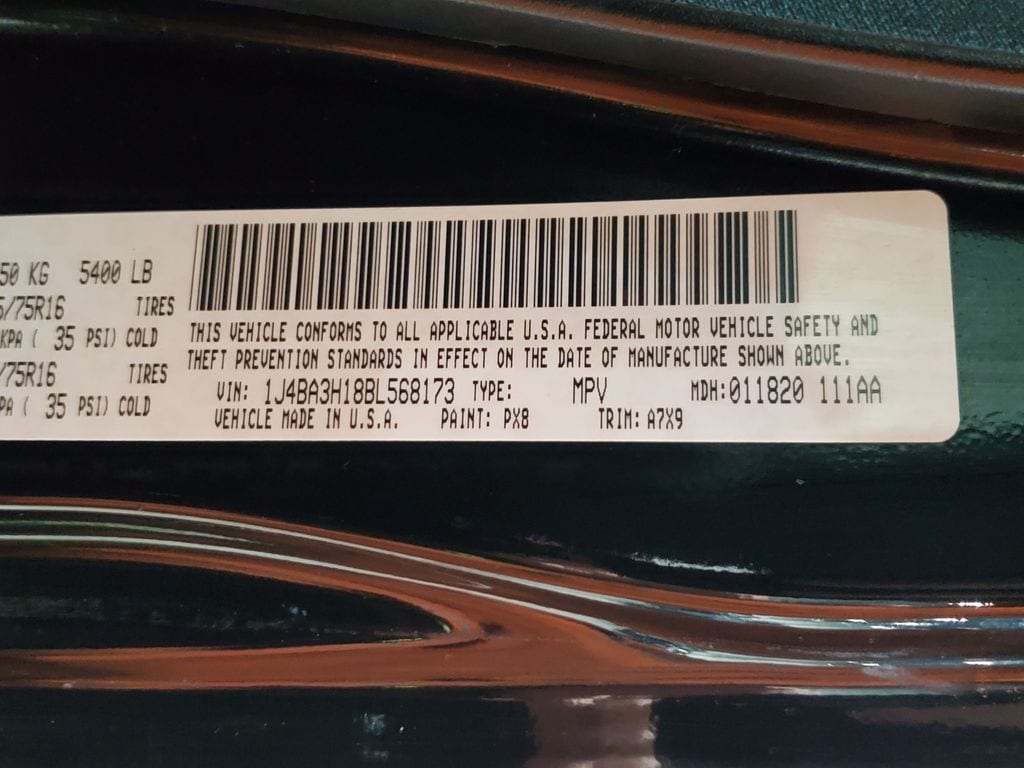 50 KG 5400 LB
5/75R16 TIRES
KPA ( 35 PSI) COLD
/75R16 TIRES
PA ( 35 PSI) COLD
THIS VEHICLE CONFORMS TO ALL APPLICABLE U.S.A. FEDERAL MOTOR VEHICLE SAFETY AND
THEFT PREVENTION STANDARDS IN EFFECT ON THE DATE OF MANUFACTURE SHOWN ABOVE.
VIN: 1J4BA3H18BL568173 TYPE: MPV MDH:011820 111AA
VEHICLE MADE IN U.S.A. PAINT: PX8 TRIM: A7X9